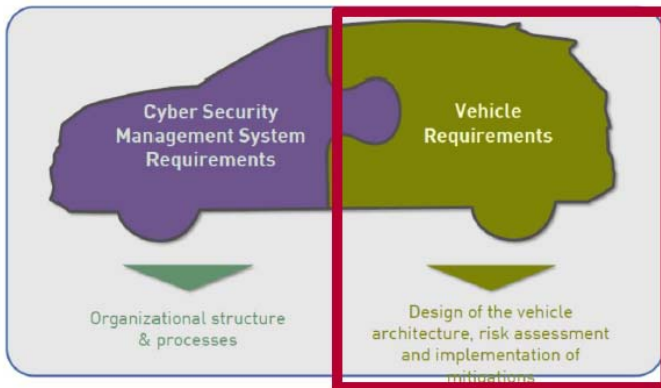 Cyber Security
Management System
Requirements
Vehicle
Requirements
Organizational structure
& processes
Design of the vehicle
architecture, risk assessment
and implementation of
mitigations